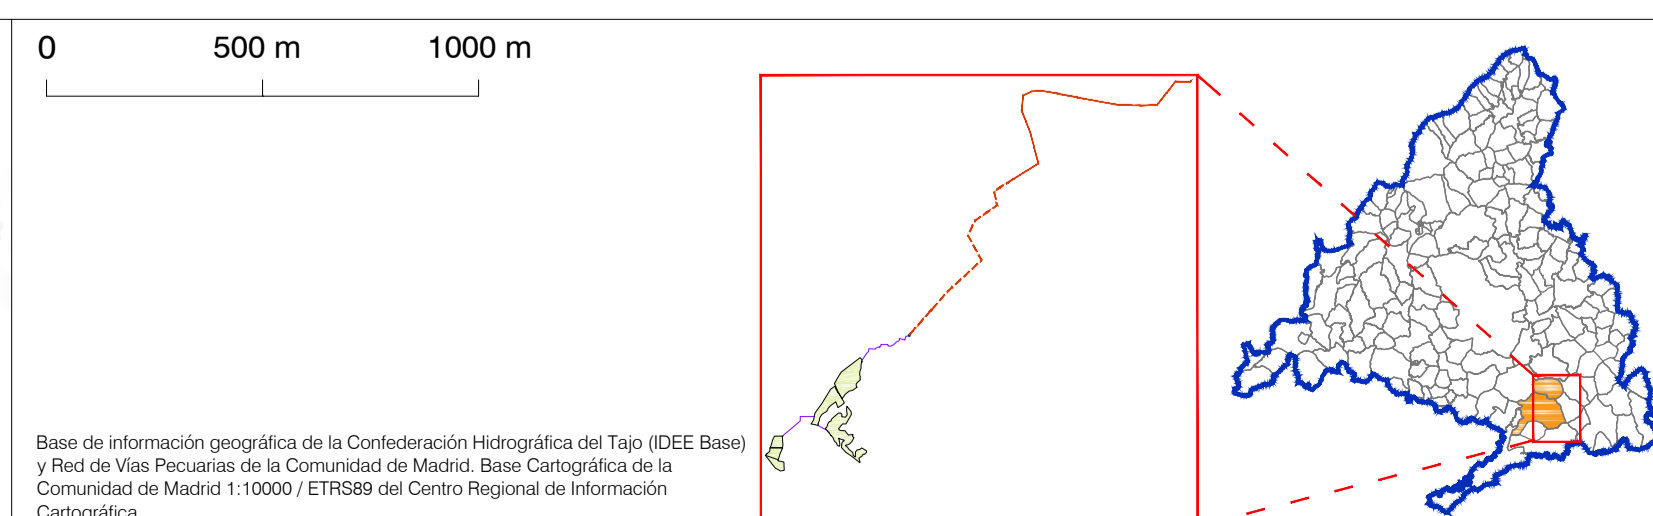 0 500 m 1000 m
Base de información geográfica de la Confederación Hidrográfica del Tajo (IDEE Base)
y Red de Vías Pecuarias de la Comunidad de Madrid. Base Cartográfica de la
Comunidad de Madrid 1:10000 / ETRS89 del Centro Regional de Información
Cartográfica